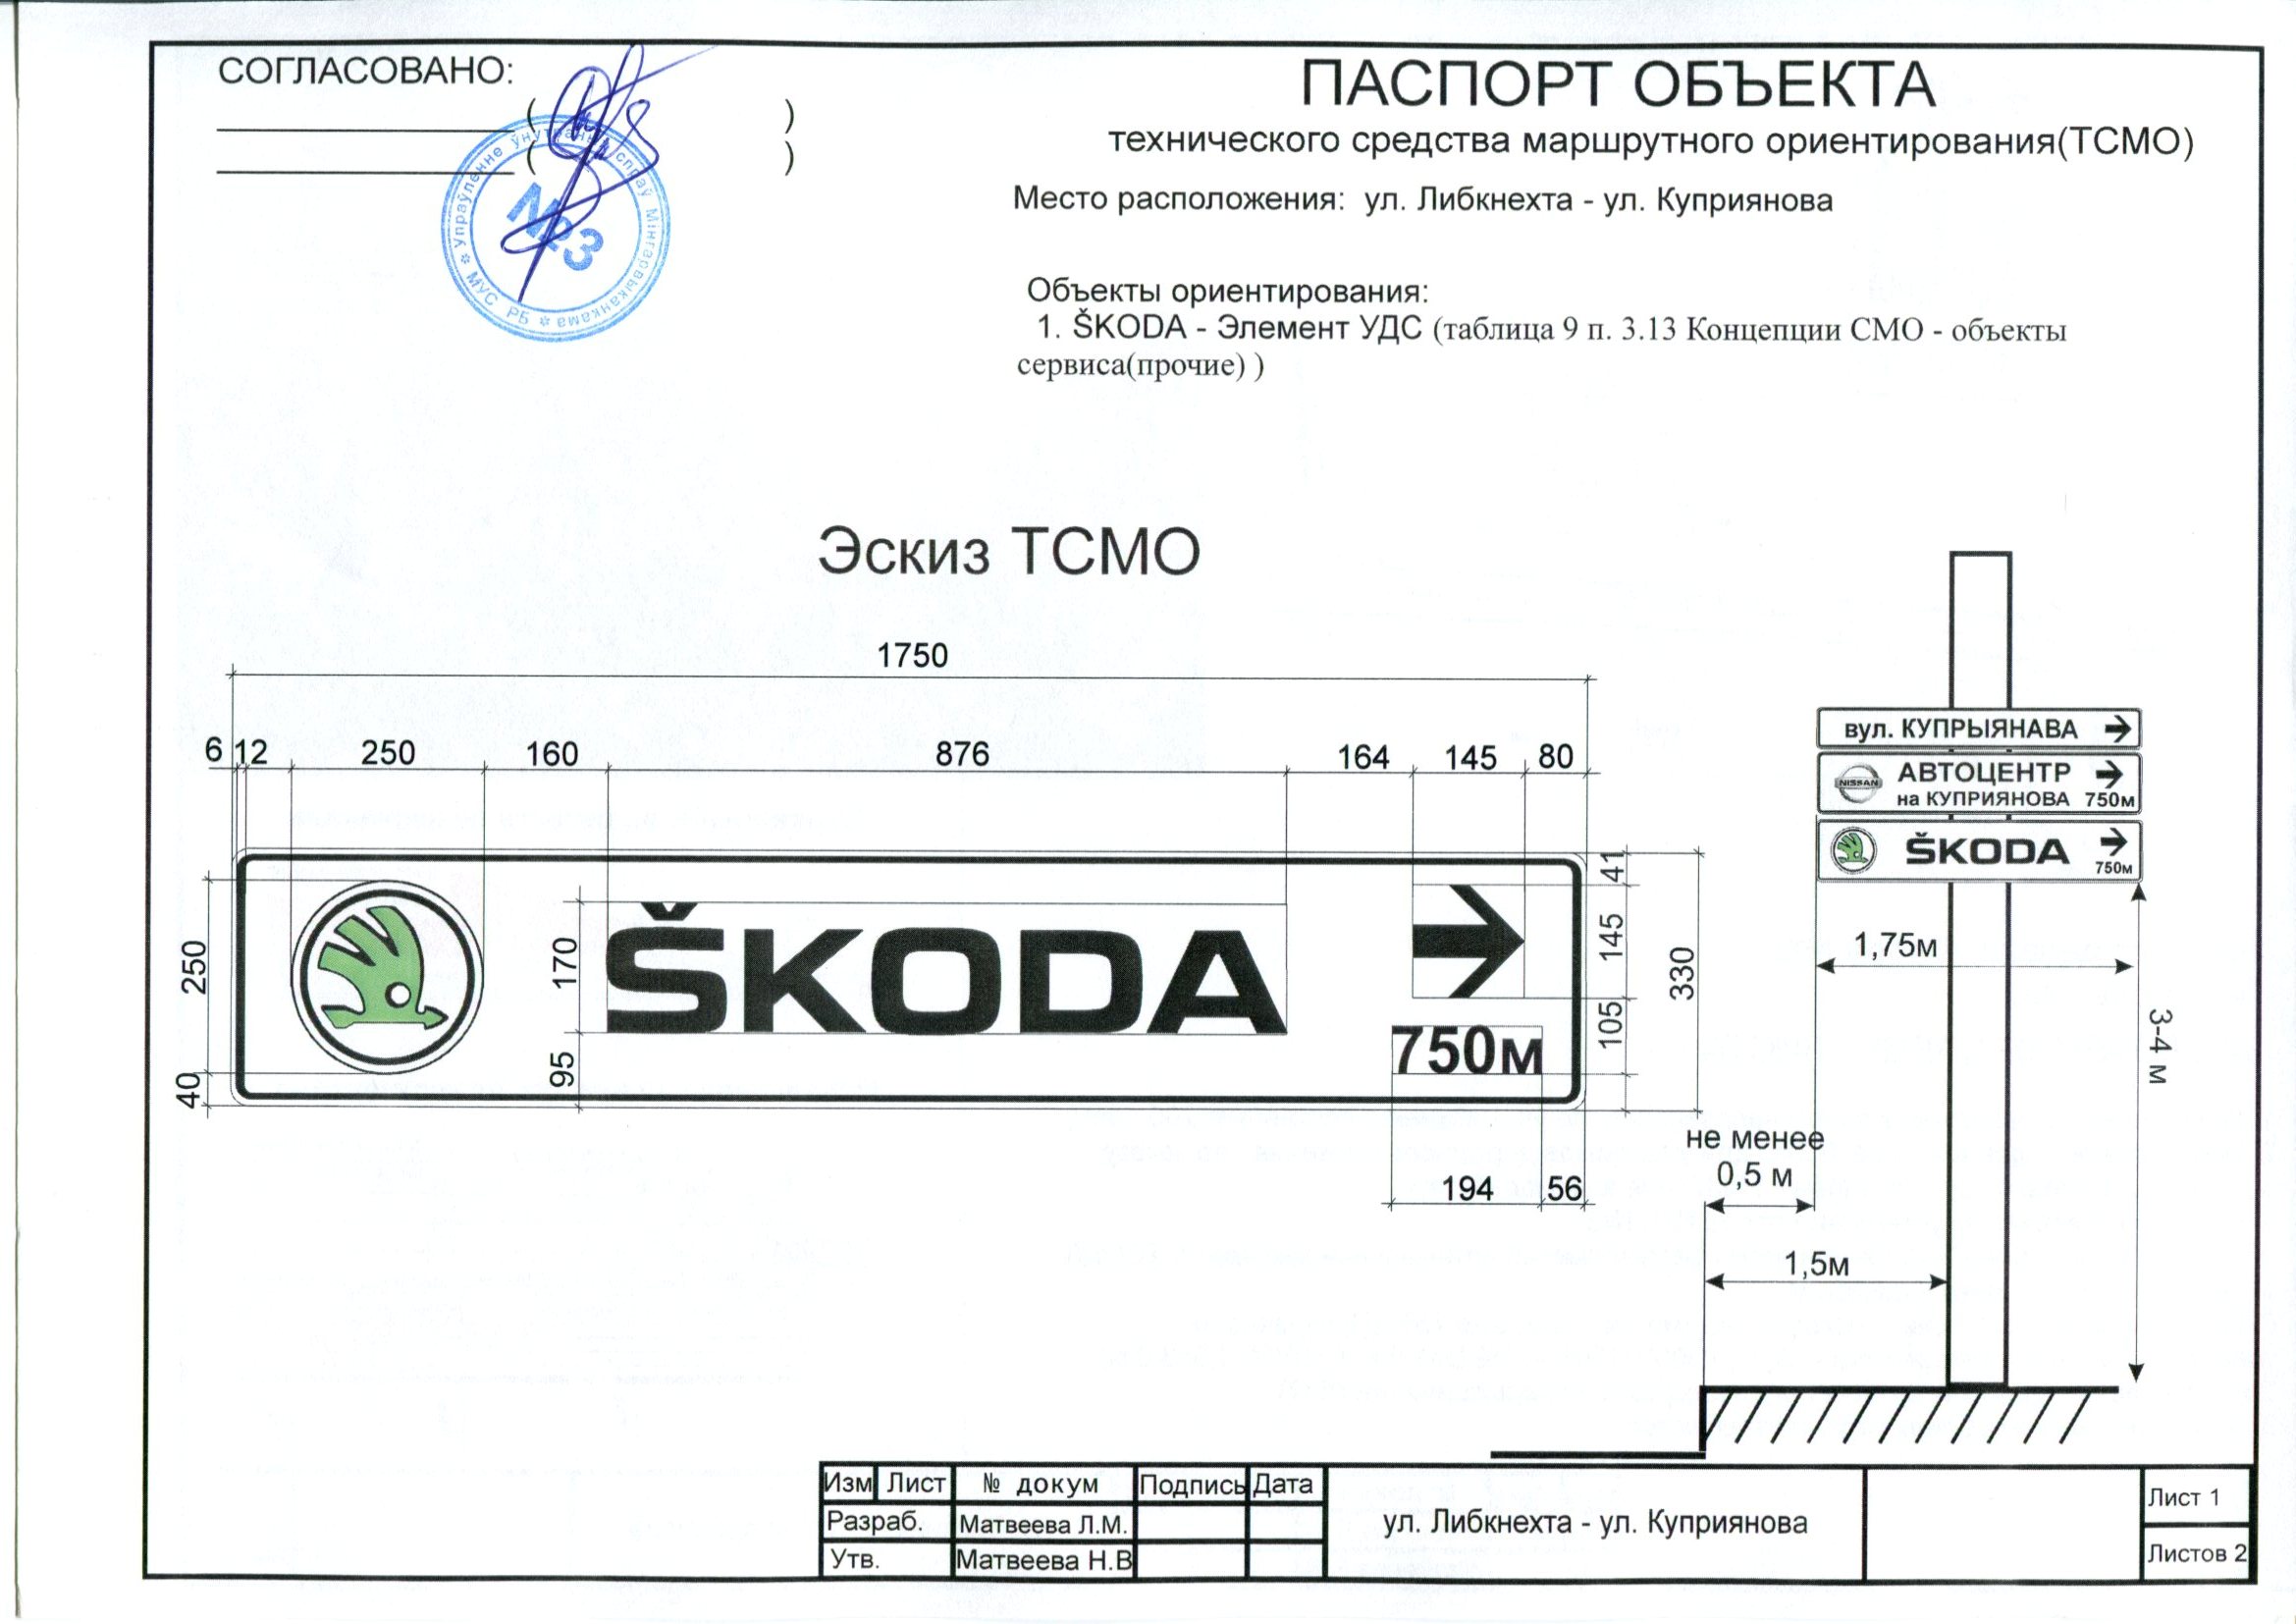 СОГЛАСОВАНО:
( )
( )
Упраўленне ўнутраных спраў Мінгарвыканкама * МУС РБ *
№3
ПАСПОРТ ОБЪЕКТА
технического средства маршрутного ориентирования(ТСМО)
Место расположения: ул. Либкнехта - ул. Куприянова
Объекты ориентирования:
1. ŠKODA - Элемент УДС (таблица 9 п. 3.13 Концепции СМО - объекты
сервиса(прочие) )
Эскиз ТСМО
1750
6 12 250 160 876 164 145 80
250
40
170
95
ŠKODA
750м
41
145
105
330
194 56
вул. КУПРЫЯНАВА
NISSAN
АВТОЦЕНТР
на КУПРИЯНОВА 750м
ŠKODA
750м
1,75м
3-4 м
не менее
0,5 м
1,5м
Изм Лист № докум Подпись Дата
Разраб. Матвеева Л.М.
Утв. Матвеева Н.В
ул. Либкнехта - ул. Куприянова
Лист 1
Листов 2